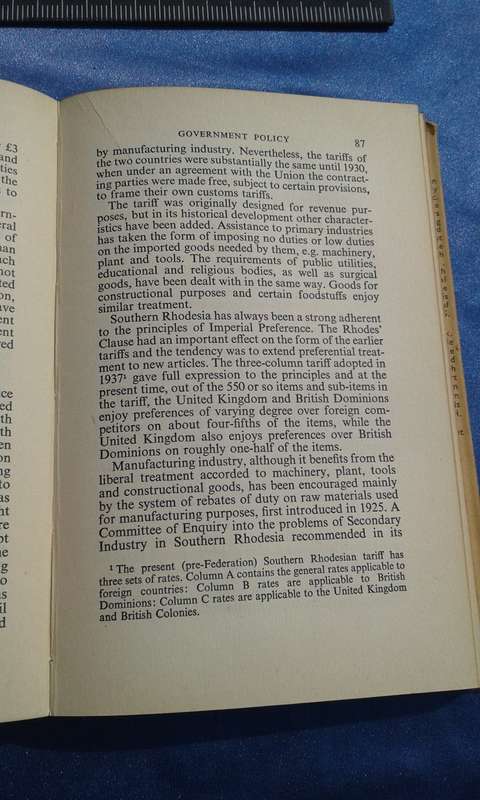 GOVERNMENT POLICY 87
by manufacturing industry. Nevertheless, the tariffs of
the two countries were substantially the same until 1930,
when under an agreement with the Union the contract-
ing parties were made free, subject to certain provisions,
to frame their own customs tariffs.
The tariff was originally designed for revenue pur-
poses, but in its historical development other character-
istics have been added. Assistance to primary industries
has taken the form of imposing no duties or low duties
on the imported goods needed by them, e.g. machinery,
plant and tools. The requirements of public utilities,
educational and religious bodies, as well as surgical
goods, have been dealt with in the same way. Goods for
constructional purposes and certain foodstuffs enjoy
similar treatment.
Southern Rhodesia has always been a strong adherent
to the principles of Imperial Preference. The Rhodes'
Clause had an important effect on the form of the earlier
tariffs and the tendency was to extend preferential treat-
ment to new articles. The three-column tariff adopted in
1937¹ gave full expression to the principles and at the
present time, out of the 550 or so items and sub-items in
the tariff, the United Kingdom and British Dominions
enjoy preferences of varying degree over foreign com-
petitors on about four-fifths of the items, while the
United Kingdom also enjoys preferences over British
Dominions on roughly one-half of the items.
Manufacturing industry, although it benefits from the
liberal treatment accorded to machinery, plant, tools
and constructional goods, has been encouraged mainly
by the system of rebates of duty on raw materials used
for manufacturing purposes, first introduced in 1925. A
Committee of Enquiry into the problems of Secondary
Industry in Southern Rhodesia recommended in its
¹ The present (pre-Federation) Southern Rhodesian tariff has
three sets of rates. Column A contains the general rates applicable to
foreign countries: Column B rates are applicable to British
Dominions: Column C rates are applicable to the United Kingdom
and British Colonies.